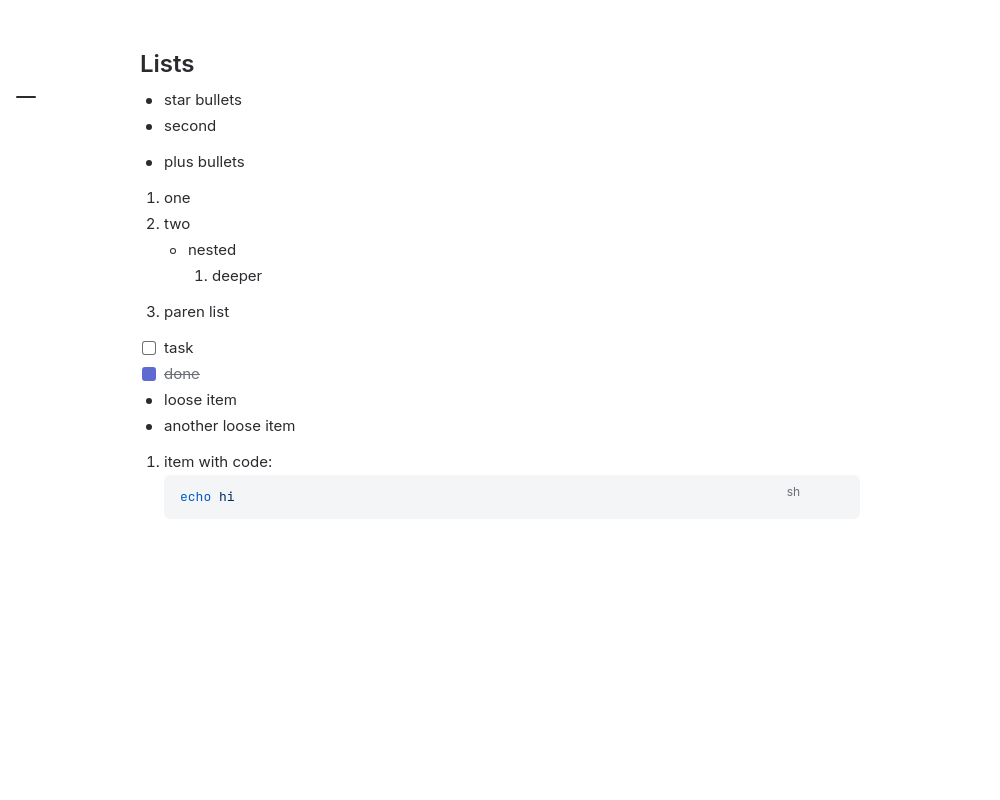 Lists
• star bullets
• second
• plus bullets
1. one
2. two
◦ nested
1. deeper
3. paren list
task
done
• loose item
• another loose item
1. item with code:
echo hi sh